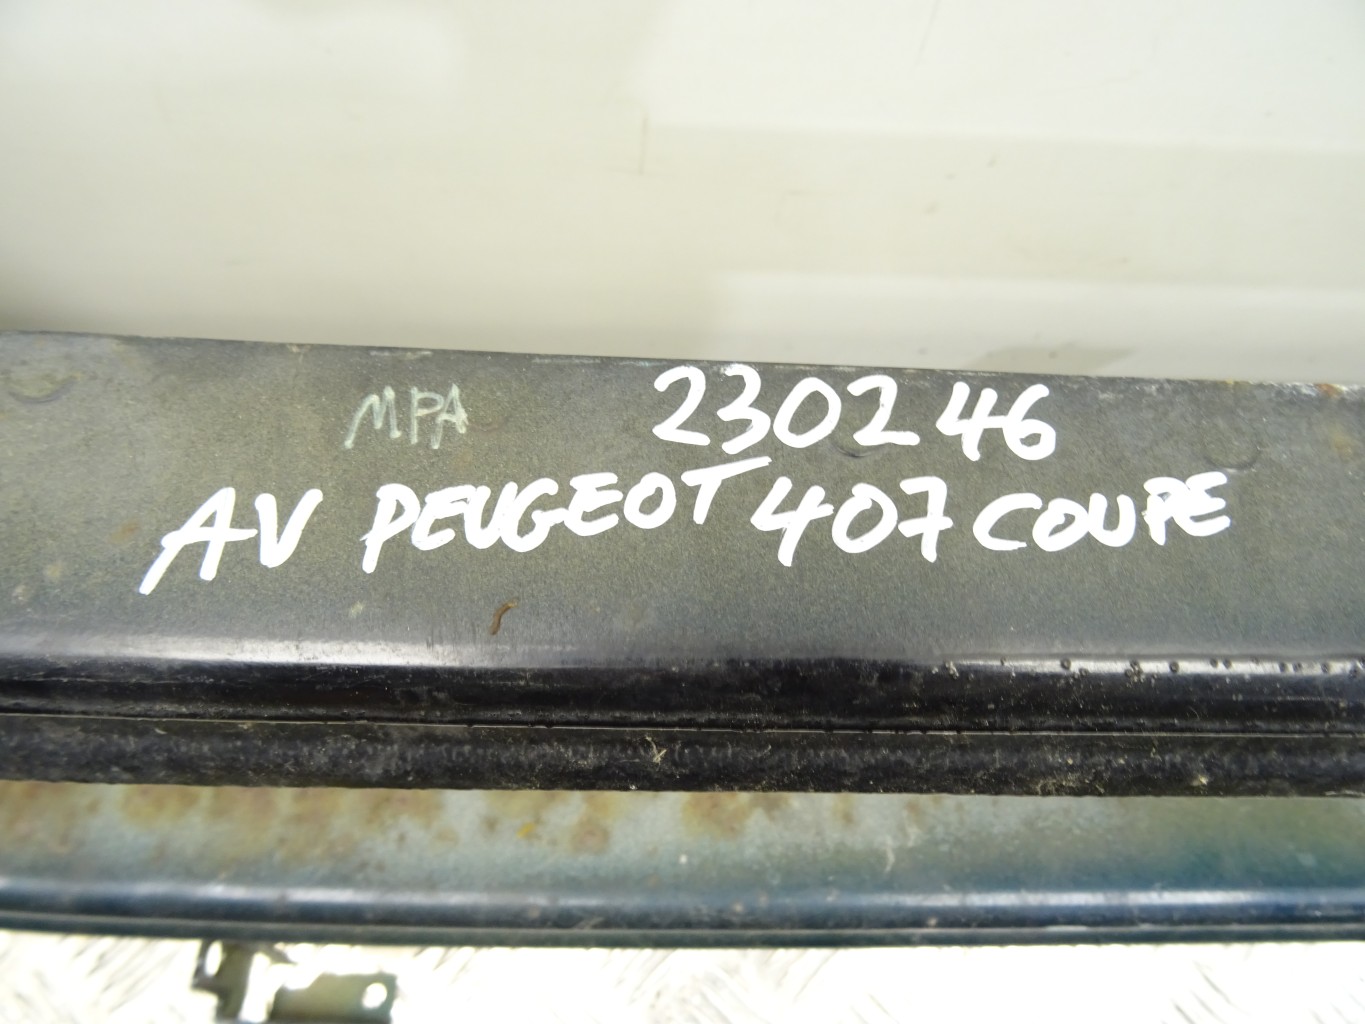 MPA 230246
AV PEUGEOT 407 COUPE